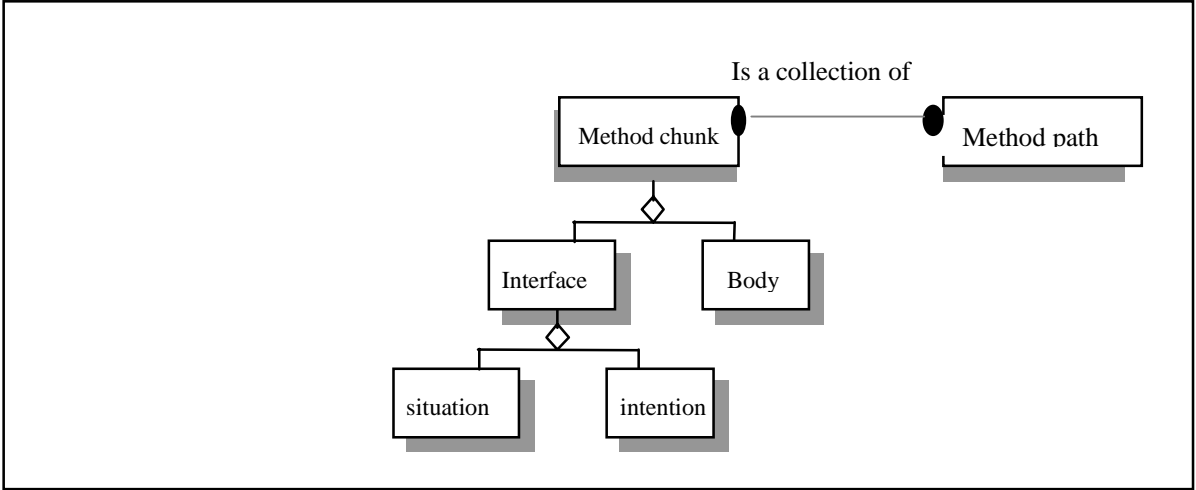 Is a collection of
Method chunk
Method path
Interface
Body
situation
intention